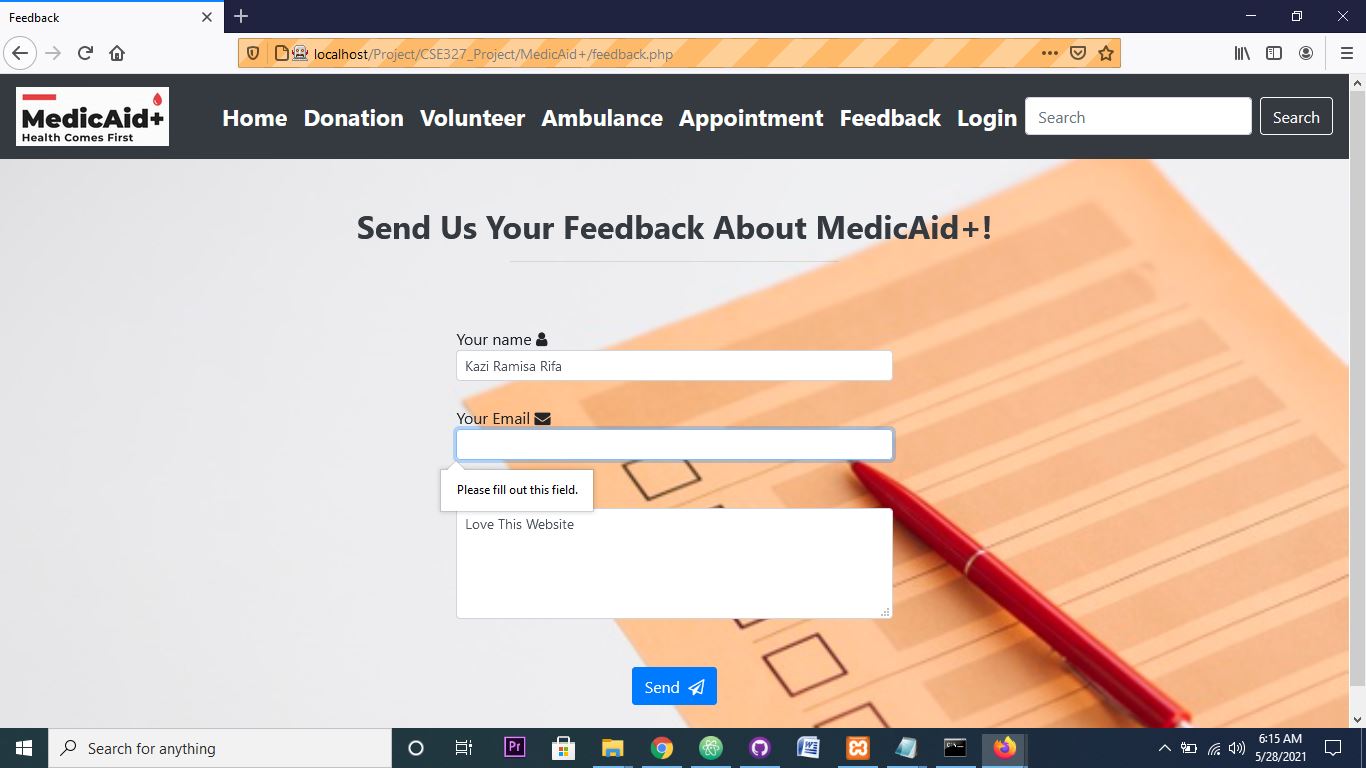 Feedback
localhost/Project/CSE327_Project/MedicAid+/feedback.php
MedicAid+
Health Comes First
Home Donation Volunteer Ambulance Appointment Feedback Login Search Search
Send Us Your Feedback About MedicAid+!
Your name
Kazi Ramisa Rifa
Your Email
Please fill out this field.
Love This Website
Send
Search for anything
Pr
W
6:15 AM
5/28/2021